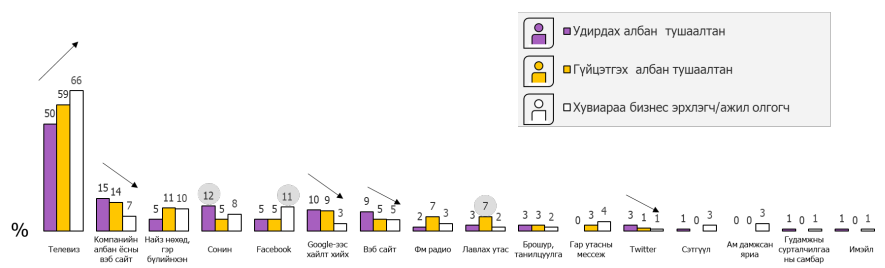 Удирдах албан тушаалтан
Гүйцэтгэх албан тушаалтан
Хувиараа бизнес эрхлэгч/ажил олгогч
50 59 66
15 14 7
5 11 10
12 5 8
5 5 11
10 9 3
9 5 5
2 7 3
3 7 2
3 3 2
0 3 4
3 1 1
1 0 3
0 0 3
1 0 1
1 0 1
%
Телевиз
Компанийн
албан ёсны
вэб сайт
Найз нөхөд,
гэр
бүлийнхэн
Сонин
Facebook
Google-ээс
хайлт хийх
Вэб сайт
Фм радио
Лавлах утас
Брошур,
танилцуулга
Гар утасны
мессеж
Twitter
Сэтгүүл
Ам дамжсан
яриа
Гудамжны
сурталчилгаа
ны самбар
Имэйл